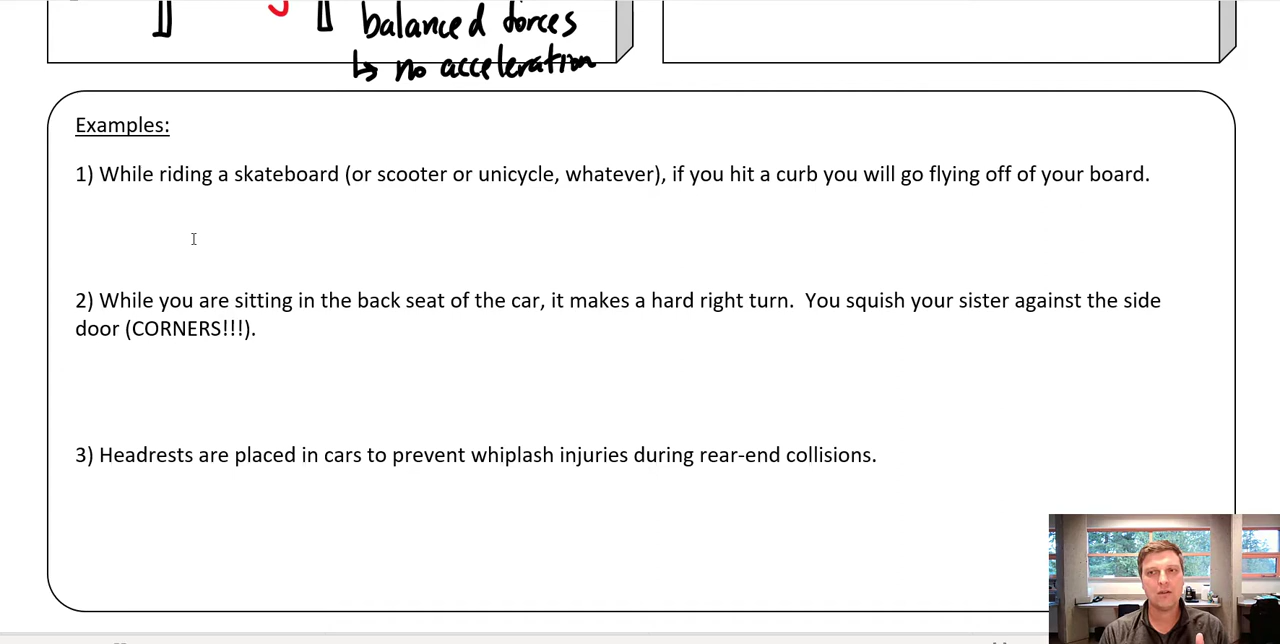 balanced forces
↳ no acceleration
Examples:
1) While riding a skateboard (or scooter or unicycle, whatever), if you hit a curb you will go flying off of your board.
2) While you are sitting in the back seat of the car, it makes a hard right turn.  You squish your sister against the side
door (CORNERS!!!).
3) Headrests are placed in cars to prevent whiplash injuries during rear-end collisions.